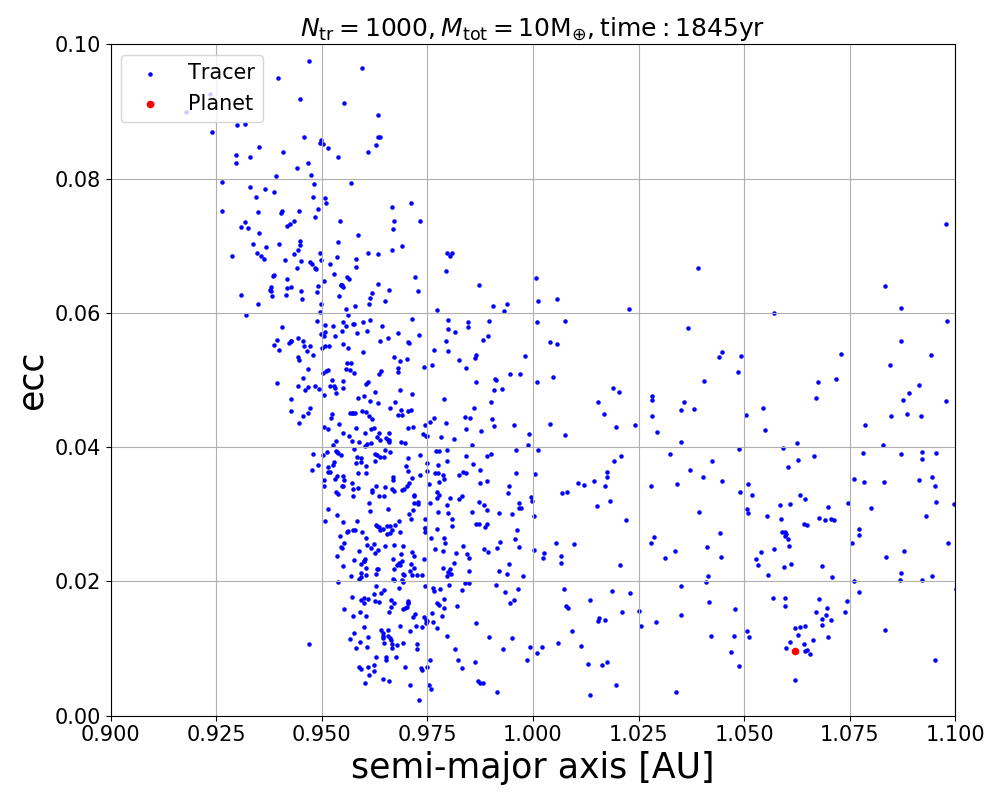 N_tr = 1000, M_tot = 10M_⊕, time : 1845yr
Tracer
Planet
ecc
0.10
0.08
0.06
0.04
0.02
0.00
0.900 0.925 0.950 0.975 1.000 1.025 1.050 1.075 1.100
semi-major axis [AU]